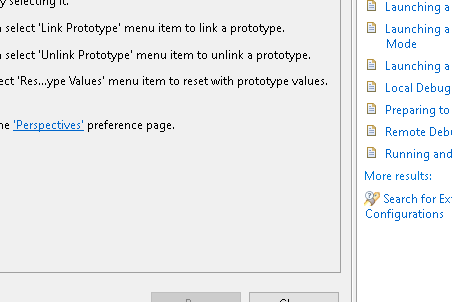 y selecting it.
select 'Link Prototype' menu item to link a prototype.
select 'Unlink Prototype' menu item to unlink a prototype.
ect 'Res...ype Values' menu item to reset with prototype values.
he 'Perspectives' preference page.
Launching a
Launching a
Mode
Launching a
Local Debug
Preparing to
Remote Deb
Running and
More results:
Search for Ex
Configurations